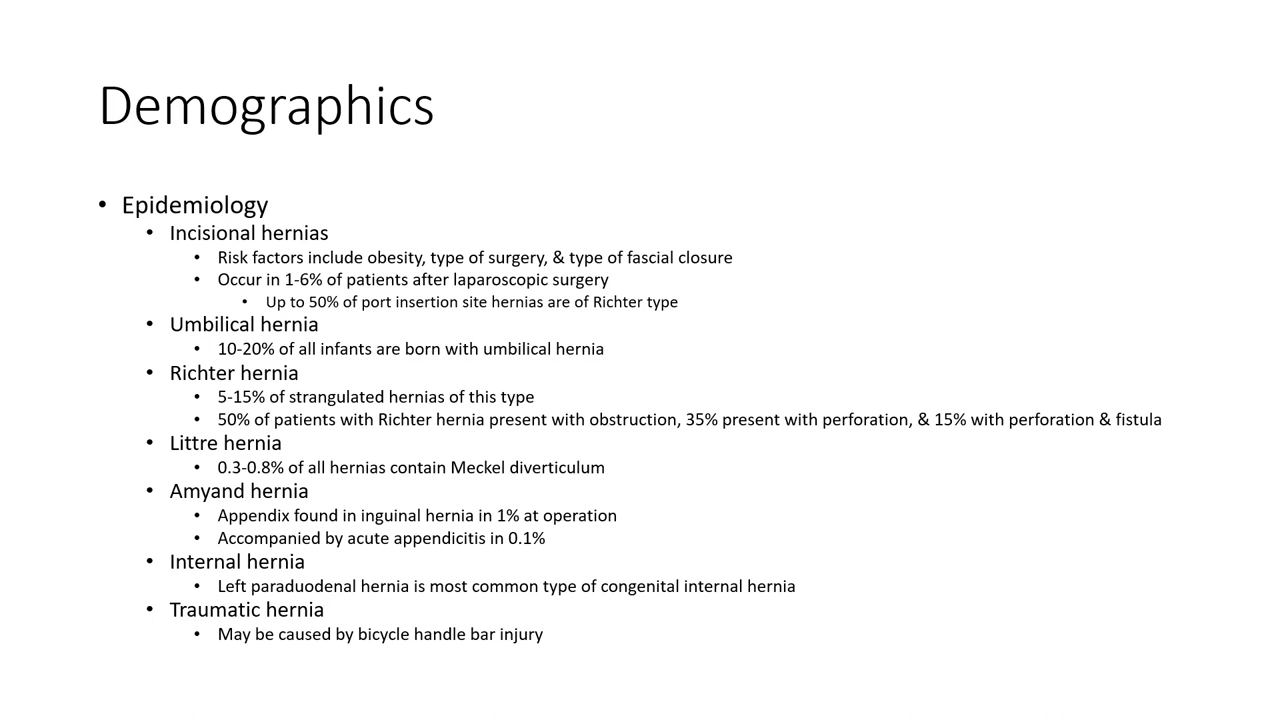 Demographics
• Epidemiology
• Incisional hernias
• Risk factors include obesity, type of surgery, & type of fascial closure
• Occur in 1-6% of patients after laparoscopic surgery
• Up to 50% of port insertion site hernias are of Richter type
• Umbilical hernia
• 10-20% of all infants are born with umbilical hernia
• Richter hernia
• 5-15% of strangulated hernias of this type
• 50% of patients with Richter hernia present with obstruction, 35% present with perforation, & 15% with perforation & fistula
• Littre hernia
• 0.3-0.8% of all hernias contain Meckel diverticulum
• Amyand hernia
• Appendix found in inguinal hernia in 1% at operation
• Accompanied by acute appendicitis in 0.1%
• Internal hernia
• Left paraduodenal hernia is most common type of congenital internal hernia
• Traumatic hernia
• May be caused by bicycle handle bar injury